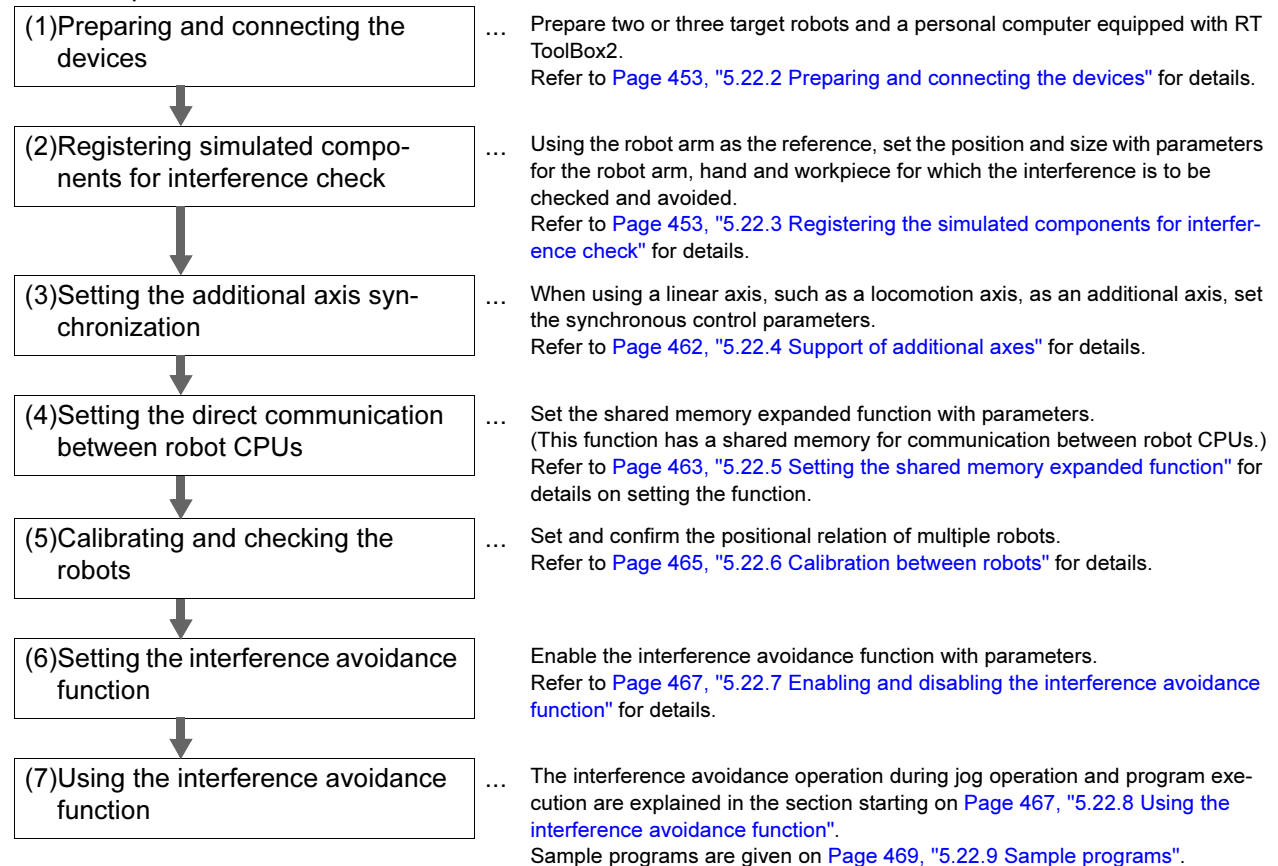 (1)Preparing and connecting the
devices
...
Prepare two or three target robots and a personal computer equipped with RT
ToolBox2.
Refer to Page 453, "5.22.2 Preparing and connecting the devices" for details.
(2)Registering simulated compo-
nents for interference check
...
Using the robot arm as the reference, set the position and size with parameters
for the robot arm, hand and workpiece for which the interference is to be
checked and avoided.
Refer to Page 453, "5.22.3 Registering the simulated components for interfer-
ence check" for details.
(3)Setting the additional axis syn-
chronization
...
When using a linear axis, such as a locomotion axis, as an additional axis, set
the synchronous control parameters.
Refer to Page 462, "5.22.4 Support of additional axes" for details.
(4)Setting the direct communication
between robot CPUs
...
Set the shared memory expanded function with parameters.
(This function has a shared memory for communication between robot CPUs.)
Refer to Page 463, "5.22.5 Setting the shared memory expanded function" for
details on setting the function.
(5)Calibrating and checking the
robots
...
Set and confirm the positional relation of multiple robots.
Refer to Page 465, "5.22.6 Calibration between robots" for details.
(6)Setting the interference avoidance
function
Enable the interference avoidance function with parameters.
Refer to Page 467, "5.22.7 Enabling and disabling the interference avoidance
function" for details.
(7)Using the interference avoidance
function
...
The interference avoidance operation during jog operation and program exe-
cution are explained in the section starting on Page 467, "5.22.8 Using the
interference avoidance function".
Sample programs are given on Page 469, "5.22.9 Sample programs".